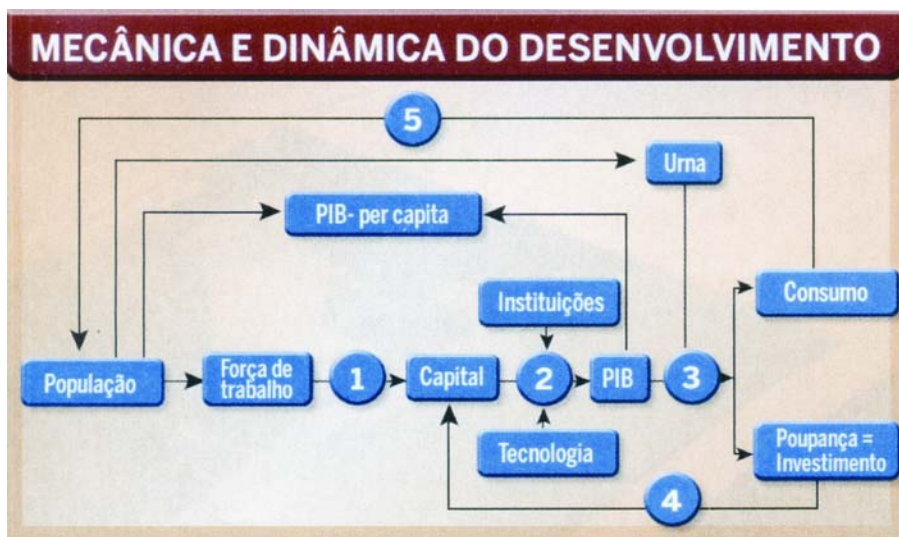 MECÂNICA E DINÂMICA DO DESENVOLVIMENTO
5
Urna
PIB- per capita
Instituições
Consumo
População
Força de
trabalho
1
Capital
2
PIB
3
Tecnologia
Poupança =
Investimento
4